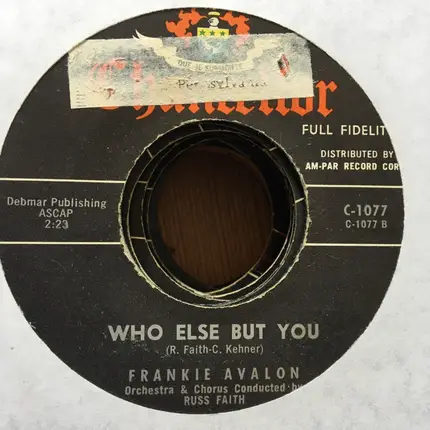 Chancellor
FULL FIDELIT
DISTRIBUTED BY
AM-PAR RECORD COR
Debmar Publishing
ASCAP
2:23
C-1077
C-1077 B
WHO ELSE BUT YOU
(R. Faith-C. Kehner)
FRANKIE AVALON
Orchestra & Chorus Conducted by
RUSS FAITH